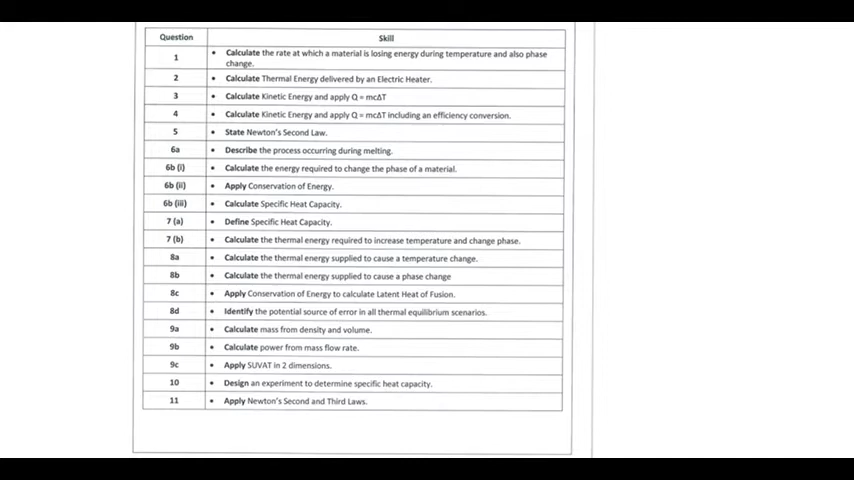 Question Skill
1 • Calculate the rate at which a material is losing energy during temperature and also phase
change.
2 • Calculate Thermal Energy delivered by an Electric Heater.
3 • Calculate Kinetic Energy and apply Q = mcΔT
4 • Calculate Kinetic Energy and apply Q = mcΔT including an efficiency conversion.
5 • State Newton's Second Law.
6a • Describe the process occurring during melting.
6b (i) • Calculate the energy required to change the phase of a material.
6b (ii) • Apply Conservation of Energy.
6b (iii) • Calculate Specific Heat Capacity.
7 (a) • Define Specific Heat Capacity.
7 (b) • Calculate the thermal energy required to increase temperature and change phase.
8a • Calculate the thermal energy supplied to cause a temperature change.
8b • Calculate the thermal energy supplied to cause a phase change
8c • Apply Conservation of Energy to calculate Latent Heat of Fusion.
8d • Identify the potential source of error in all thermal equilibrium scenarios.
9a • Calculate mass from density and volume.
9b • Calculate power from mass flow rate.
9c • Apply SUVAT in 2 dimensions.
10 • Design an experiment to determine specific heat capacity.
11 • Apply Newton's Second and Third Laws.